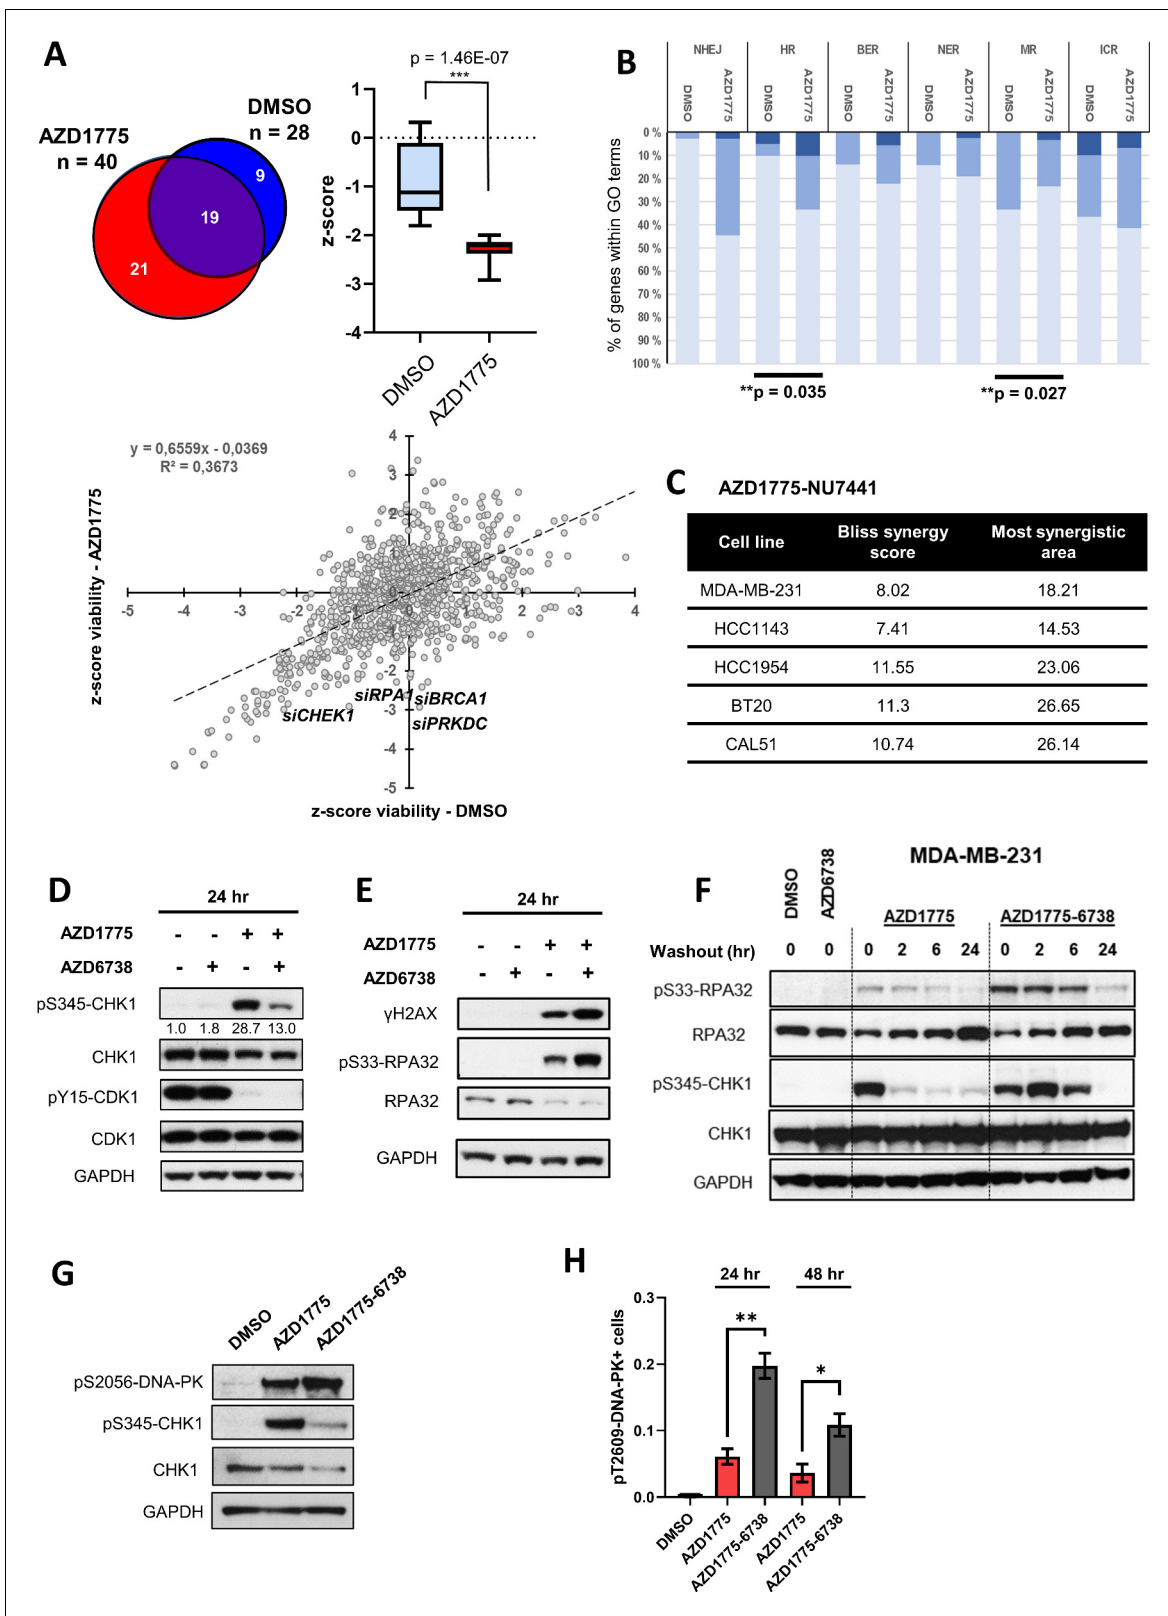 A
AZD1775
n = 40
DMSO
n = 28
9
19
21
p = 1.46E-07
***
z-score
1
0
-1
-2
-3
-4
DMSO
AZD1775
y = 0,6559x - 0,0369
R² = 0,3673
z-score viability - AZD1775
4
3
2
1
0
-1
-2
-3
-4
-5
-5
-4
-3
-2
-1
0
1
2
3
4
siRPA1
siBRCA1
siCHEK1
siPRKDC
z-score viability - DMSO
B
NHEJ HR BER NER MR ICR
DMSO AZD1775 DMSO AZD1775 DMSO AZD1775 DMSO AZD1775 DMSO AZD1775 DMSO AZD1775
% of genes within GO terms
0 %
10 %
20 %
30 %
40 %
50 %
60 %
70 %
80 %
90 %
100 %
**p = 0.035
**p = 0.027
C
AZD1775-NU7441
Cell line Bliss synergy score Most synergistic area
MDA-MB-231 8.02 18.21
HCC1143 7.41 14.53
HCC1954 11.55 23.06
BT20 11.3 26.65
CAL51 10.74 26.14
D
24 hr
AZD1775 - - + +
AZD6738 - + - +
pS345-CHK1
1.0 1.8 28.7 13.0
CHK1
pY15-CDK1
CDK1
GAPDH
E
24 hr
AZD1775 - - + +
AZD6738 - + - +
γH2AX
pS33-RPA32
RPA32
GAPDH
F
MDA-MB-231
DMSO
AZD6738
AZD1775
AZD1775-6738
Washout (hr) 0 0 0 2 6 24 0 2 6 24
pS33-RPA32
RPA32
pS345-CHK1
CHK1
GAPDH
G
DMSO
AZD1775
AZD1775-6738
pS2056-DNA-PK
pS345-CHK1
CHK1
GAPDH
H
24 hr
48 hr
pT2609-DNA-PK+ cells
0.3
0.2
0.1
0.0
**
*
DMSO
AZD1775
AZD1775-6738
AZD1775
AZD1775-6738